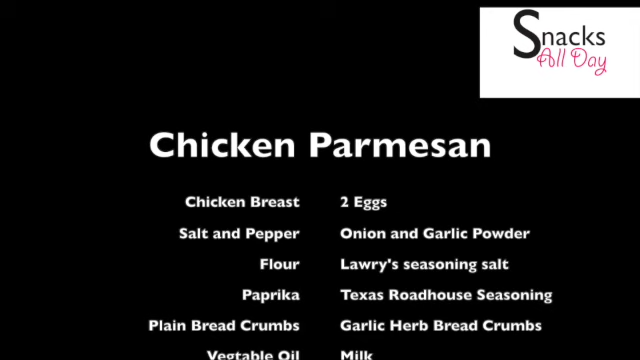 Snacks
All Day
Chicken Parmesan
Chicken Breast 2 Eggs
Salt and Pepper Onion and Garlic Powder
Flour Lawry's seasoning salt
Paprika Texas Roadhouse Seasoning
Plain Bread Crumbs Garlic Herb Bread Crumbs
Vegtable Oil Milk